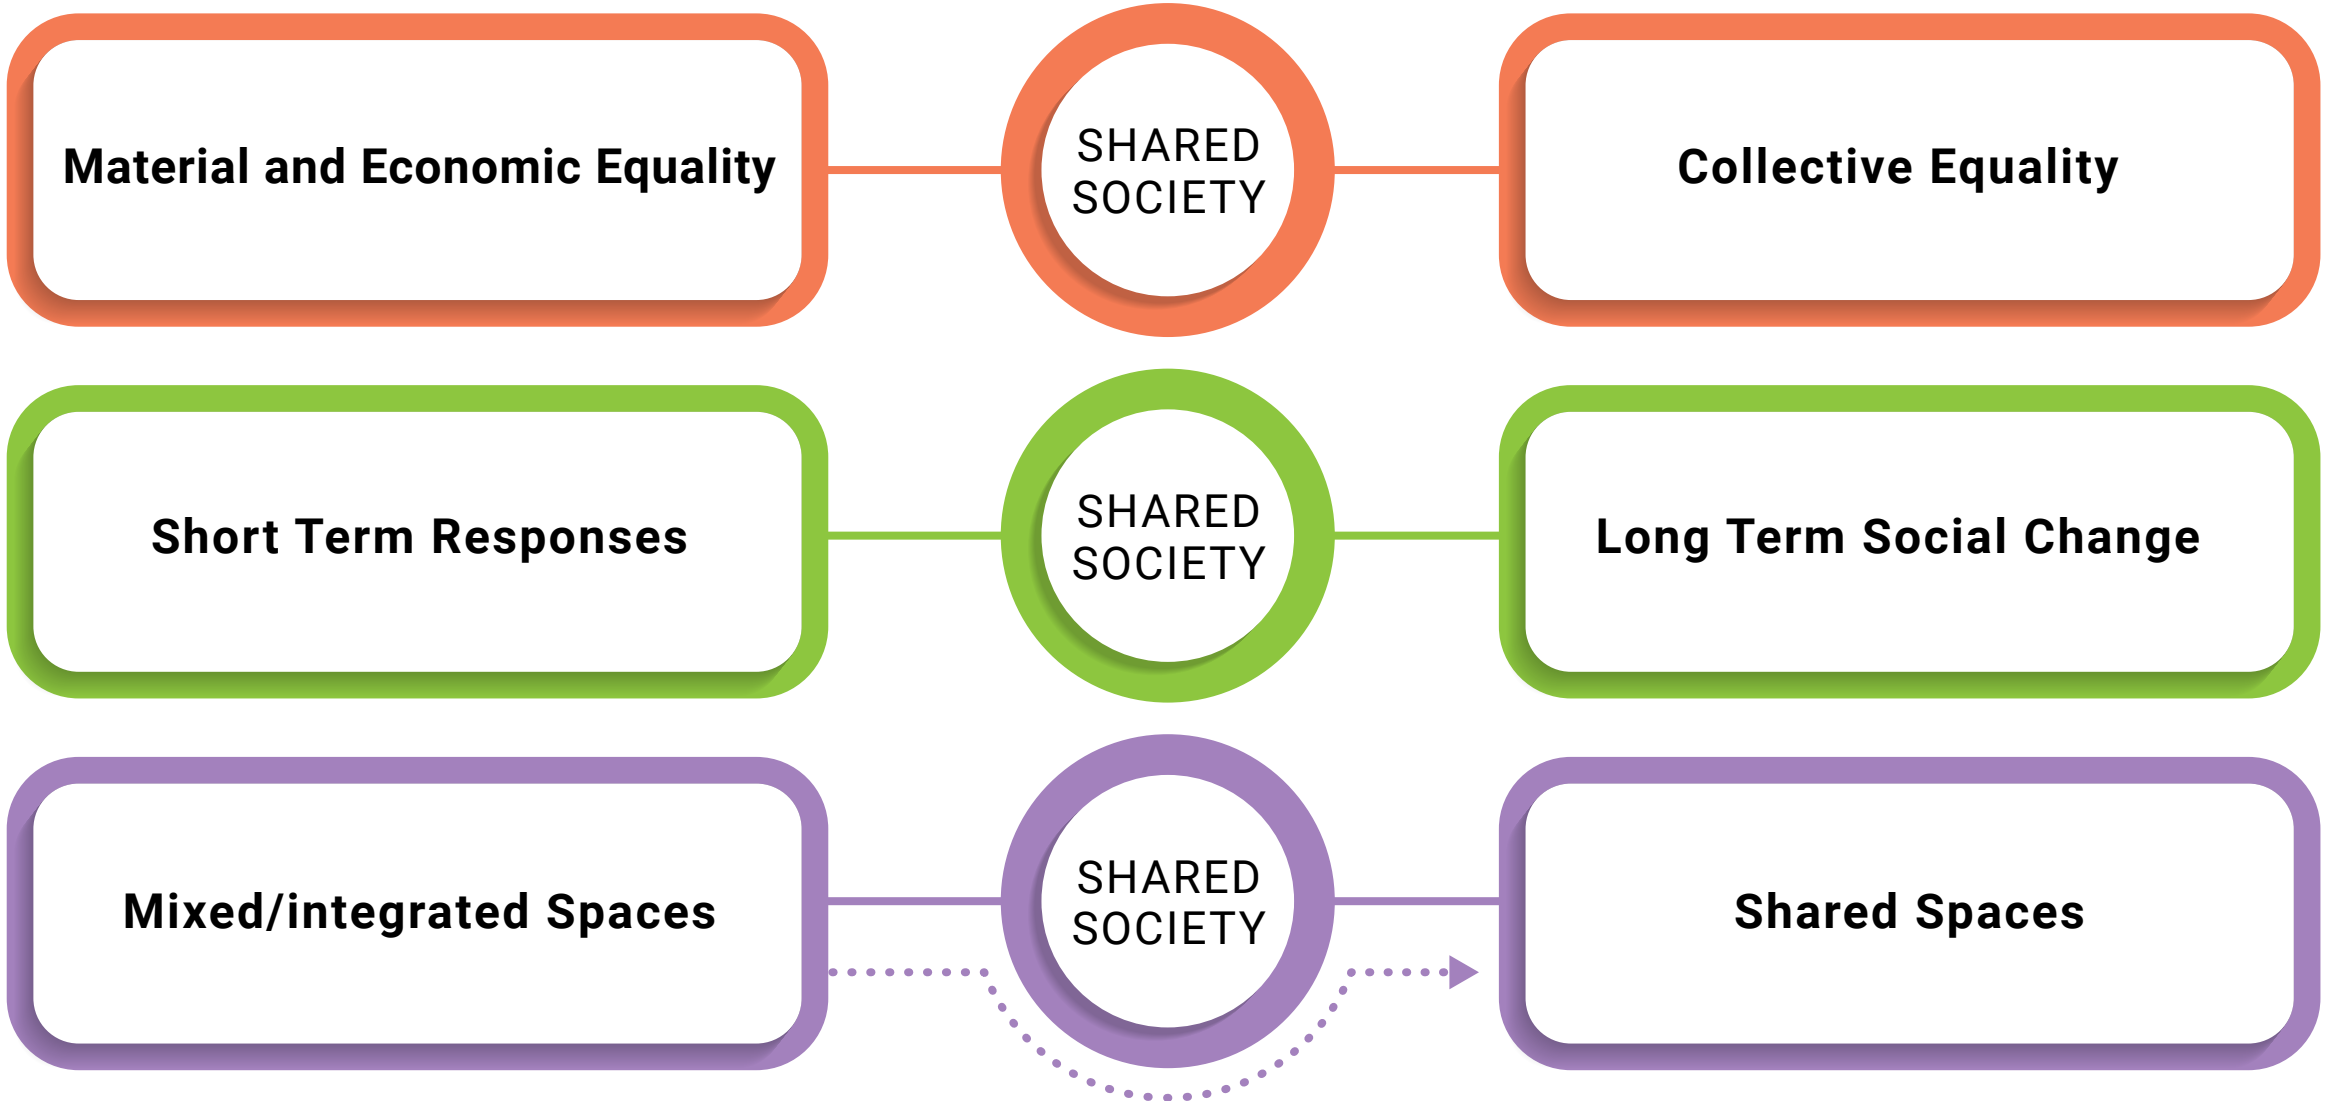 Material and Economic Equality
SHARED
SOCIETY
Collective Equality
Short Term Responses
SHARED
SOCIETY
Long Term Social Change
Mixed/integrated Spaces
SHARED
SOCIETY
Shared Spaces